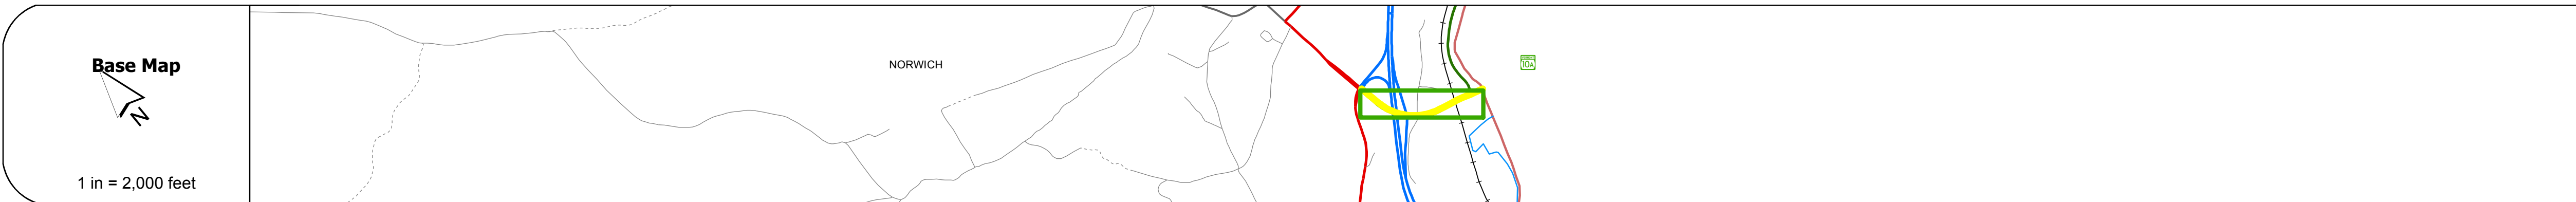 Base Map
N
1 in = 2,000 feet
NORWICH
10A